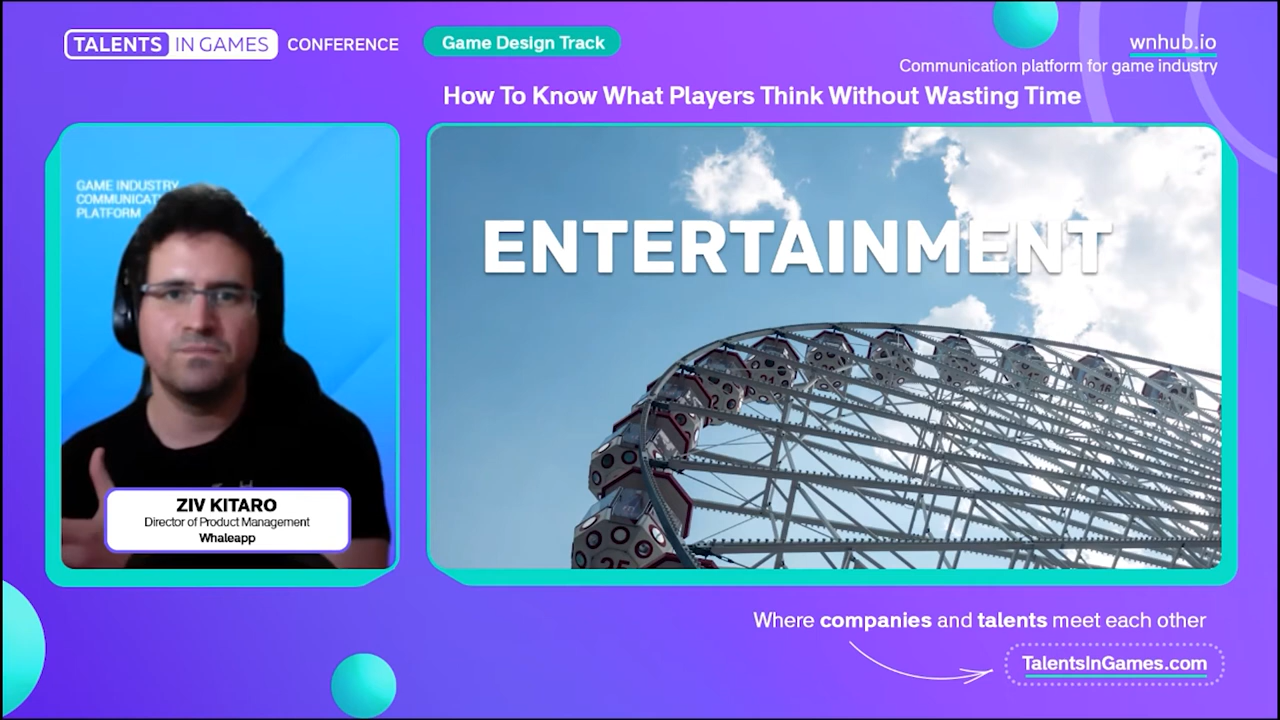 TALENTS IN GAMES CONFERENCE
Game Design Track
wnhub.io
Communication platform for game industry
How To Know What Players Think Without Wasting Time
GAME INDUSTRY
PLATFORM
ENTERTAINMENT
ZIV KITARO
Director of Product Management
Whaleapp
Where companies and talents meet each other
TalentsInGames.com